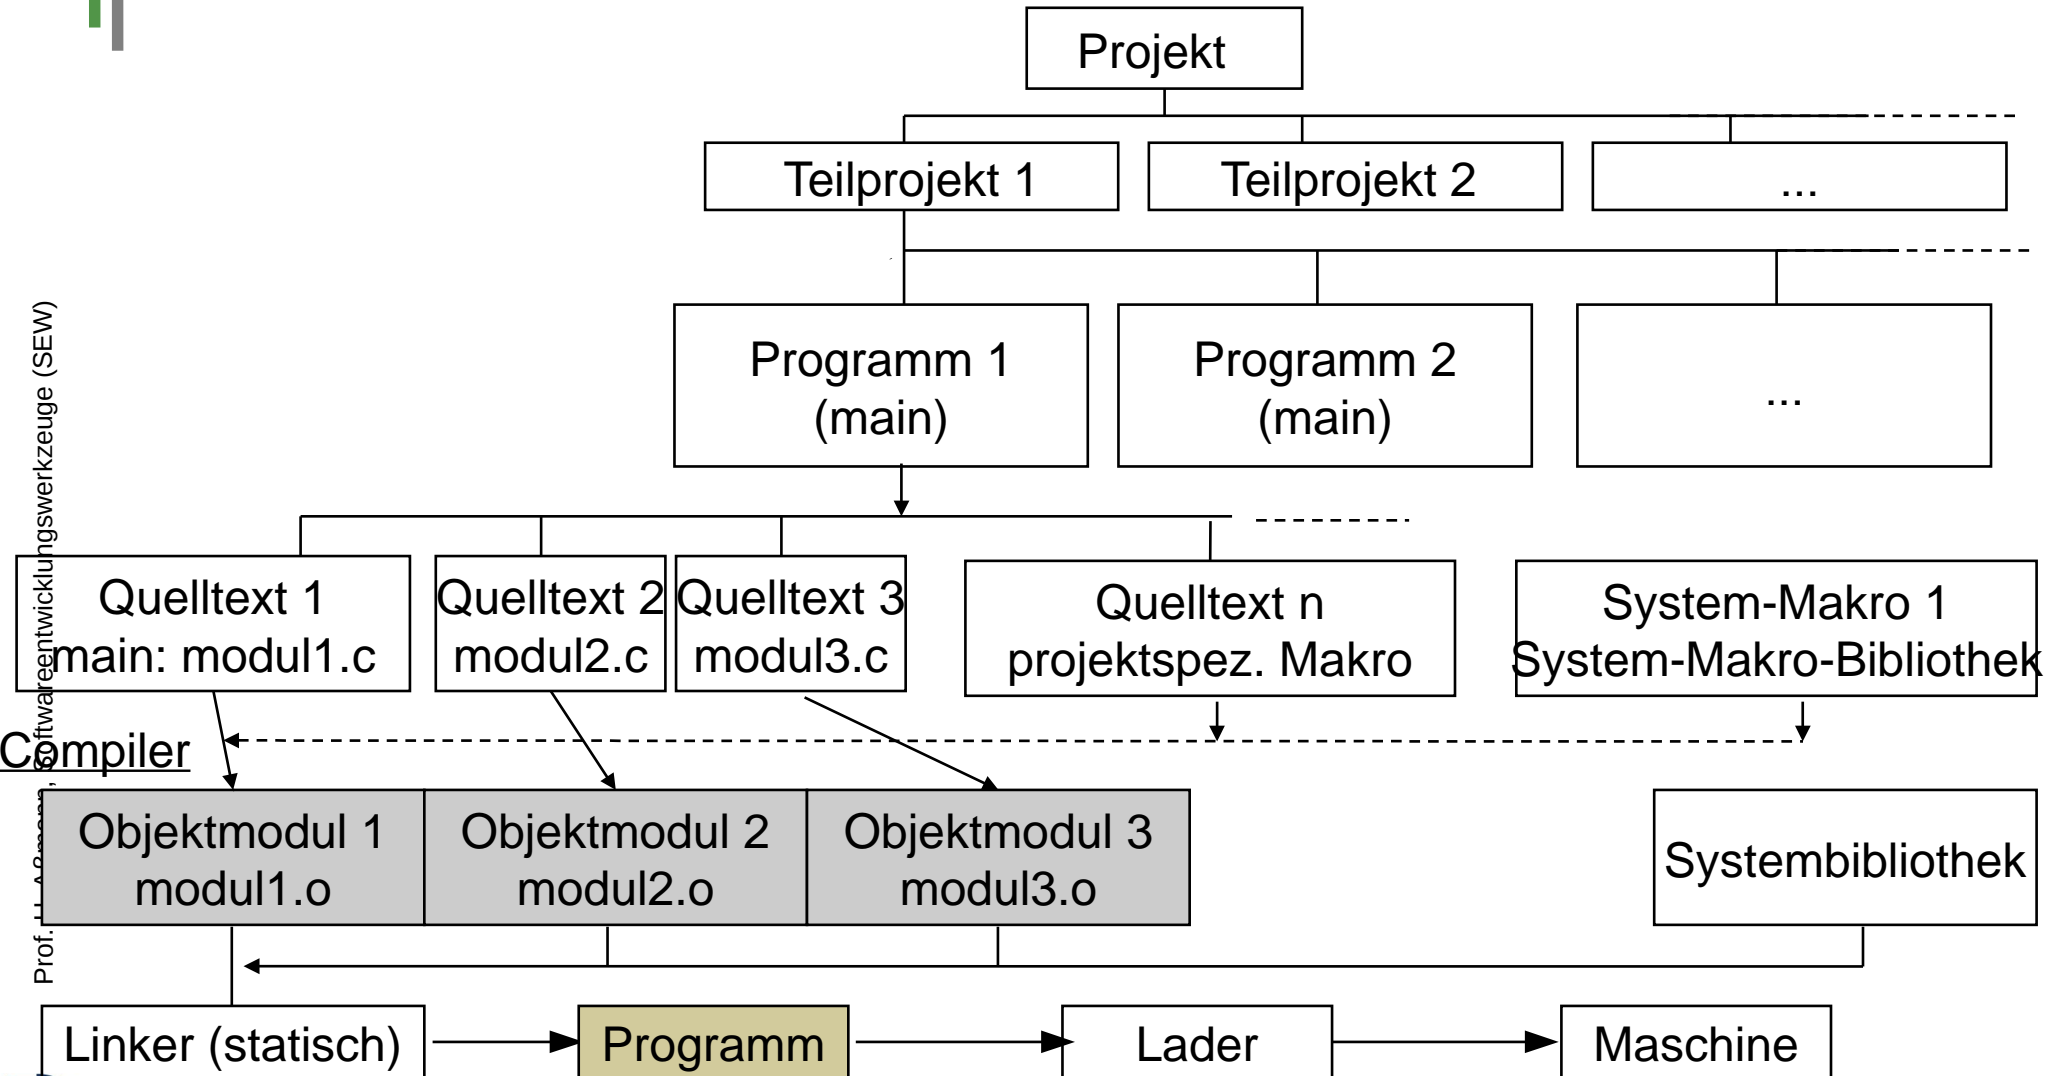 Projekt
Teilprojekt 1
Teilprojekt 2
...
Programm 1
(main)
Programm 2
(main)
...
Quelltext 1
main: modul1.c
Quelltext 2
modul2.c
Quelltext 3
modul3.c
Quelltext n
projektspez. Makro
System-Makro 1
System-Makro-Bibliothek
Compiler
Objektmodul 1
modul1.o
Objektmodul 2
modul2.o
Objektmodul 3
modul3.o
Systembibliothek
Linker (statisch)
Programm
Lader
Maschine
Prof. U. Aßmann, Softwareentwicklungswerkzeuge (SEW)